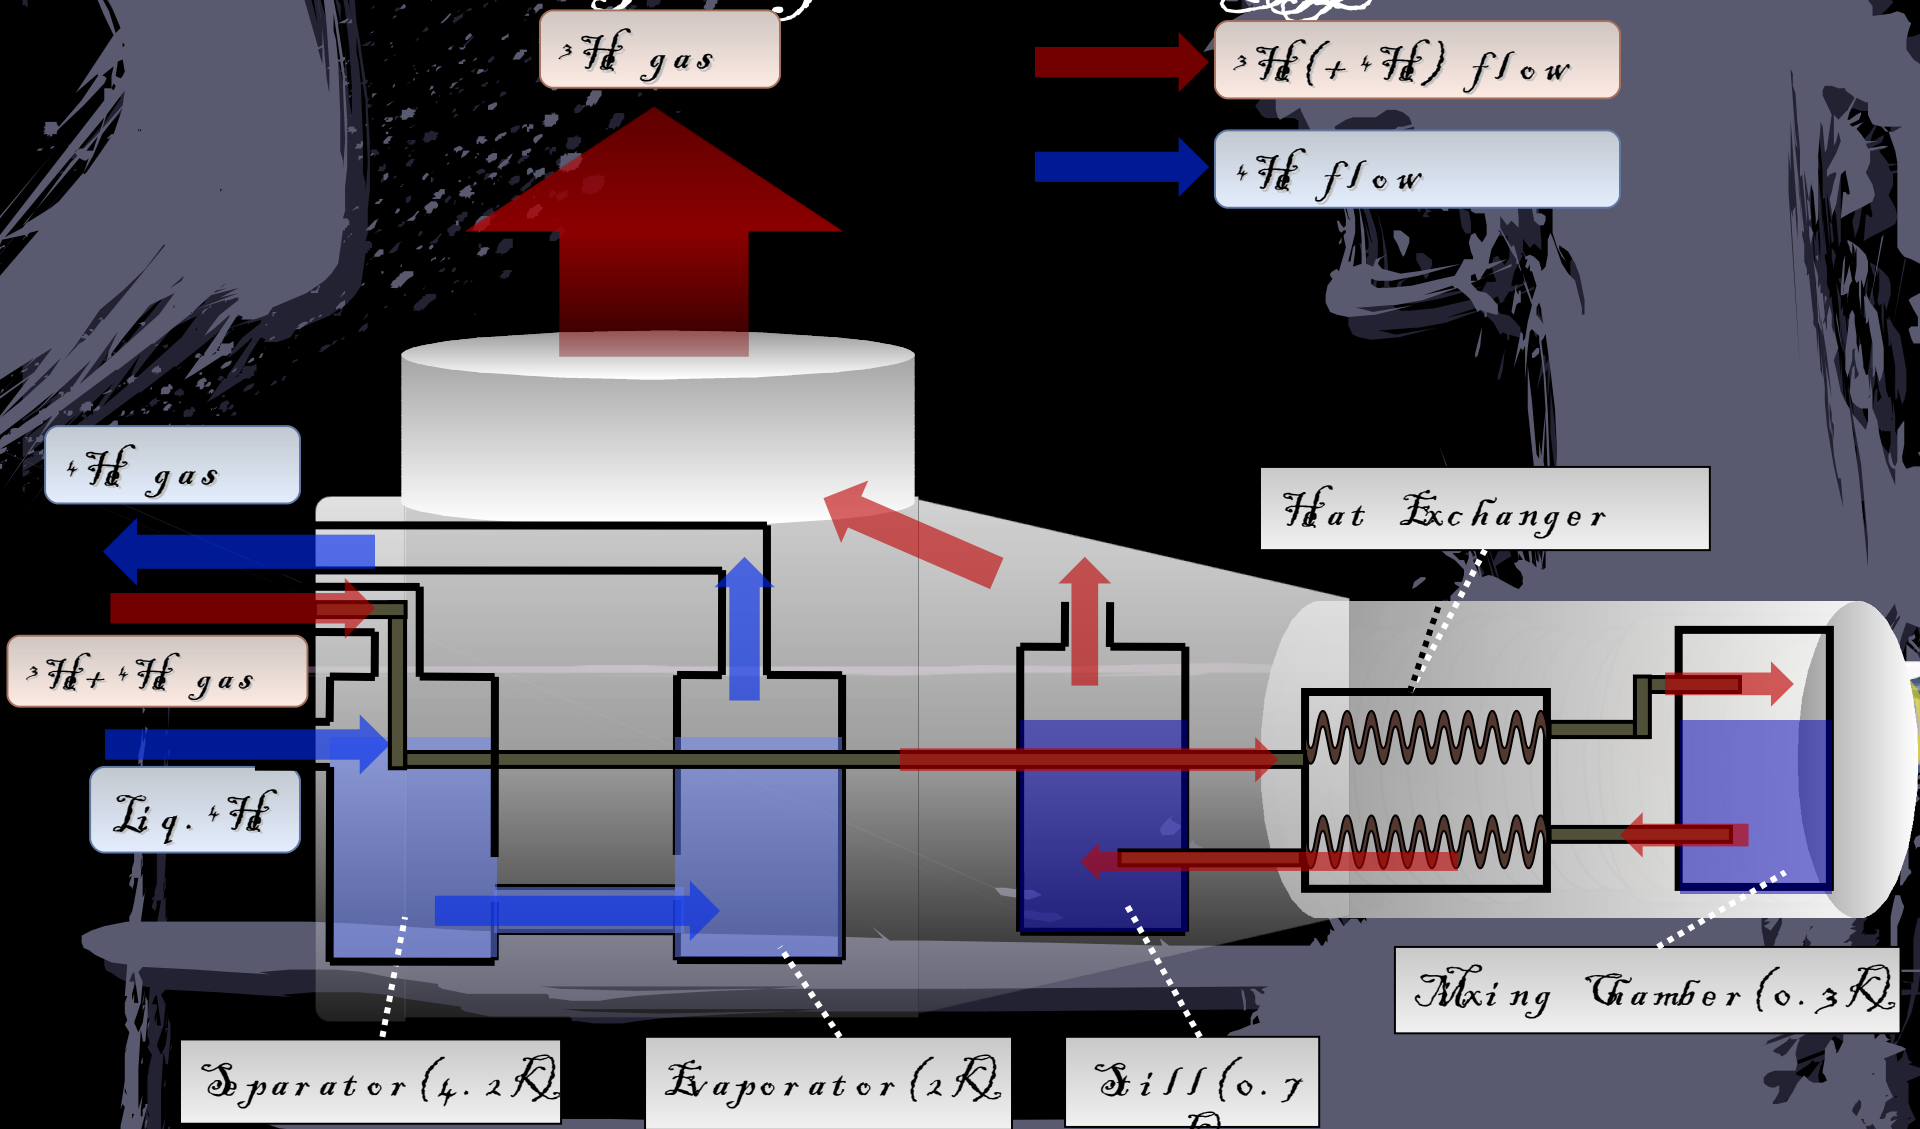 ³He gas
³He(+⁴He) flow
⁴He flow
⁴He gas
Heat Exchanger
³He+⁴He gas
Liq. ⁴He
Mixing Chamber(0.3K)
Separator(4.2K)
Evaporator(2K)
Still(0.7
K)